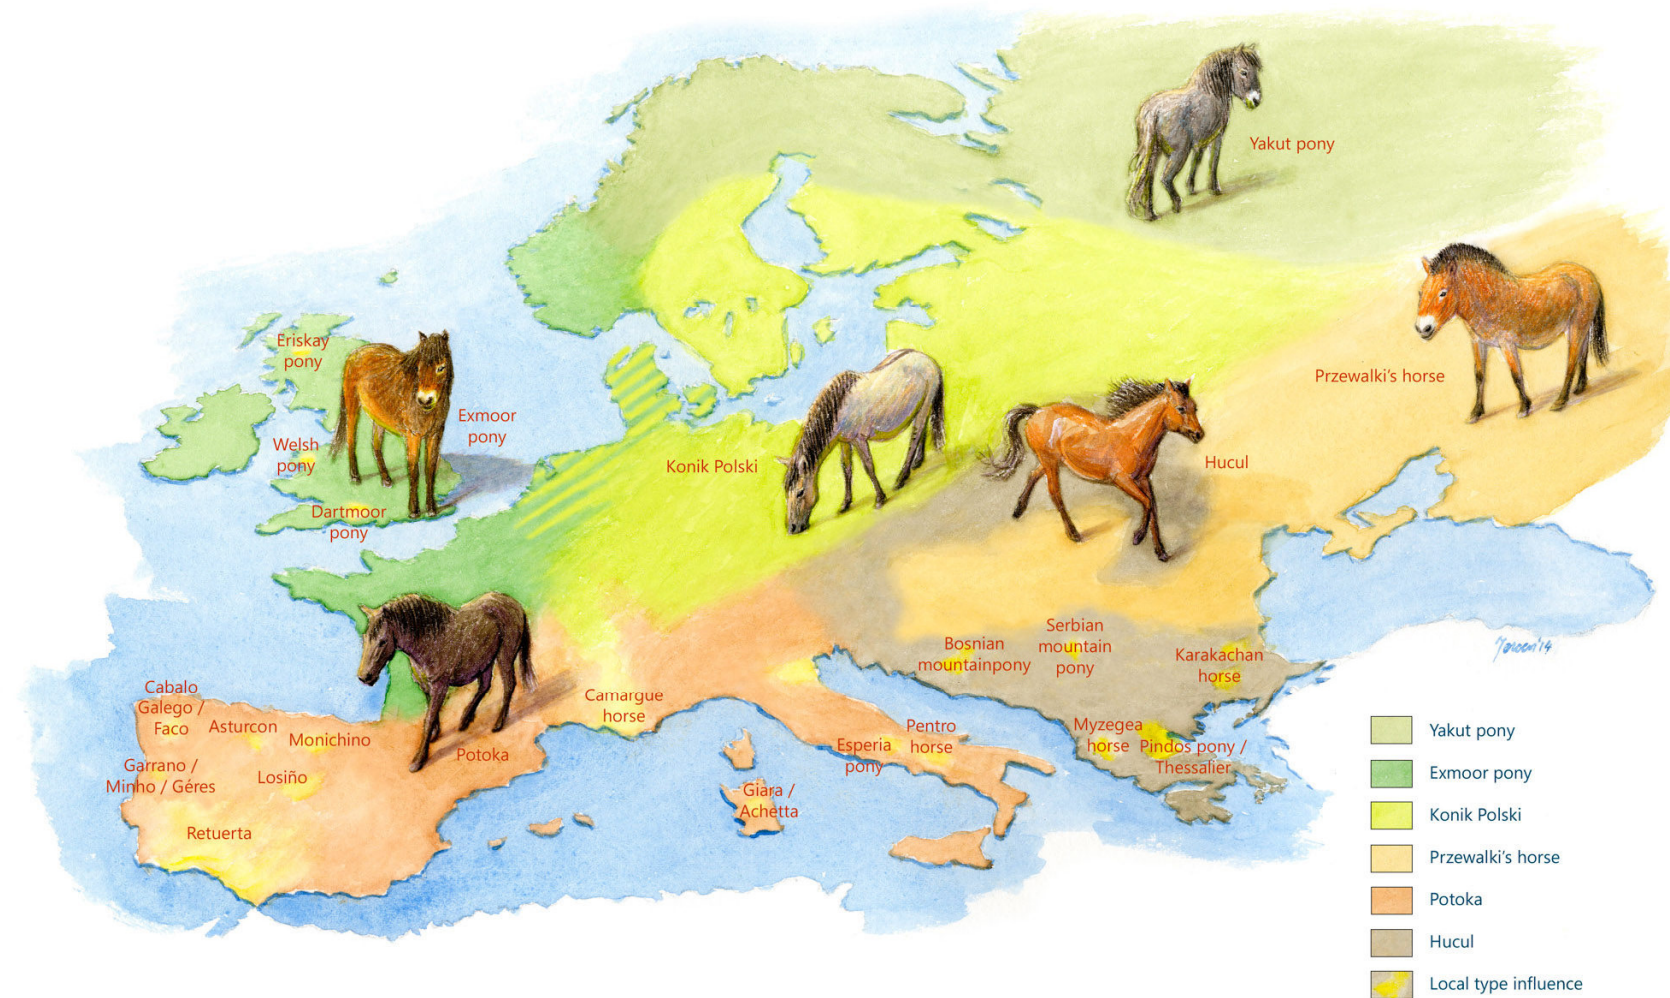 Yakut pony
Przewalki's horse
Eriskay
pony
Exmoor
pony
Welsh
pony
Dartmoor
pony
Konik Polski
Hucul
Bosnian
mountainpony
Serbian
mountain
pony
Karakachan
horse
Cabalo
Galego /
Faco
Asturcon
Monichino
Garrano /
Minho / Géres
Losiño
Retuerta
Potoka
Camargue
horse
Esperia
pony
Pentro
horse
Giara /
Achetta
Myzegea
horse
Pindos pony /
Thessalier
Yakut pony
Exmoor pony
Konik Polski
Przewalki's horse
Potoka
Hucul
Local type influence